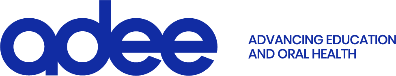 adee
ADVANCING EDUCATION
AND ORAL HEALTH